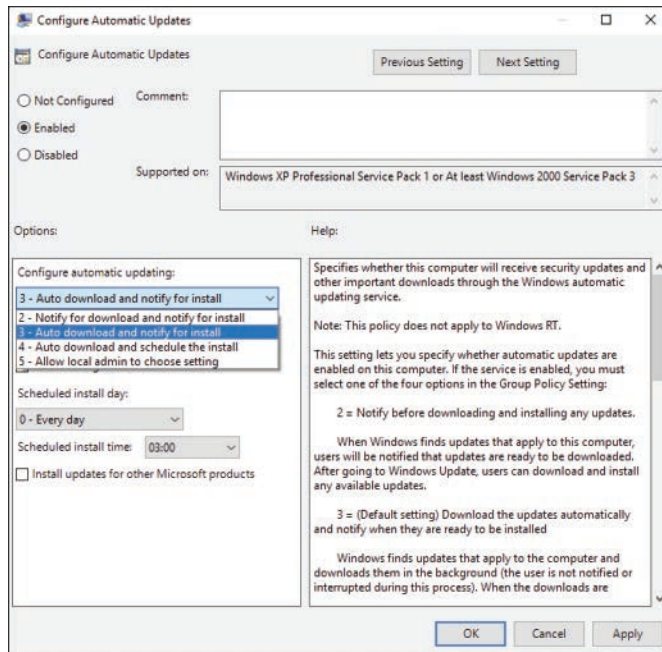 Configure Automatic Updates
Configure Automatic Updates
Previous Setting
Next Setting
Not Configured
Comment:
Enabled
Disabled
Supported on:
Windows XP Professional Service Pack 1 or At least Windows 2000 Service Pack 3
Options:
Help:
Configure automatic updating:
3 - Auto download and notify for install
2 - Notify for download and notify for install
3 - Auto download and notify for install
4 - Auto download and schedule the install
5 - Allow local admin to choose setting
Scheduled install day:
0 - Every day
Scheduled install time:
03:00
Install updates for other Microsoft products
Specifies whether this computer will receive security updates and
other important downloads through the Windows automatic
updating service.
Note: This policy does not apply to Windows RT.
This setting lets you specify whether automatic updates are
enabled on this computer. If the service is enabled, you must
select one of the four options in the Group Policy Setting:
2 = Notify before downloading and installing any updates.
When Windows finds updates that apply to this computer,
users will be notified that updates are ready to be downloaded.
After going to Windows Update, users can download and install
any available updates.
3 = (Default setting) Download the updates automatically
and notify when they are ready to be installed
Windows finds updates that apply to the computer and
downloads them in the background (the user is not notified or
interrupted during this process). When the downloads are
OK
Cancel
Apply